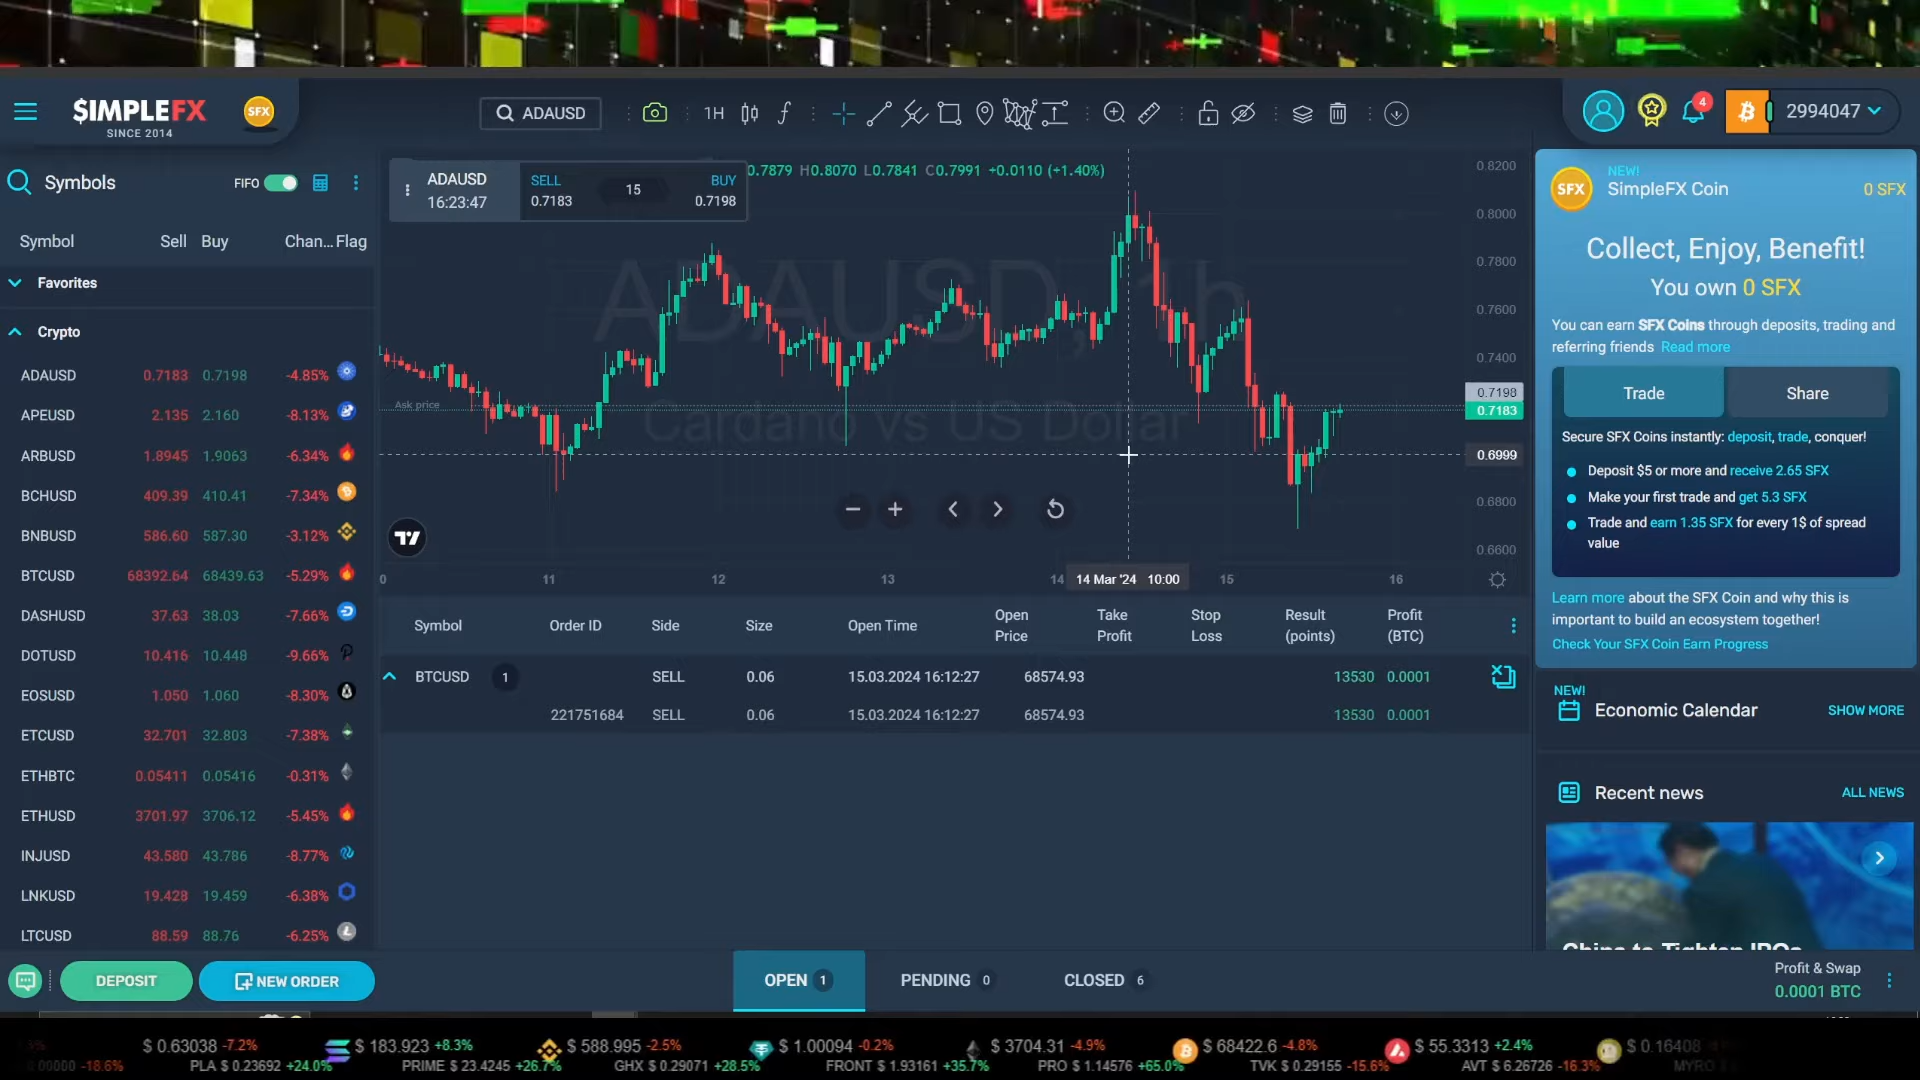 $IMPLEFX
SINCE 2014
SFX
ADAUSD
1H
4
2994047
Symbols
FIFO
Symbol Sell Buy Chan... Flag
Favorites
Crypto
ADAUSD 0.7183 0.7198 -4.85%
APEUSD 2.135 2.160 -8.13%
ARBUSD 1.8945 1.9063 -6.34%
BCHUSD 409.39 410.41 -7.34%
BNBUSD 586.60 587.30 -3.12%
BTCUSD 68392.64 68439.63 -5.29%
DASHUSD 37.63 38.03 -7.66%
DOTUSD 10.416 10.448 -9.66%
EOSUSD 1.050 1.060 -8.30%
ETCUSD 32.701 32.803 -7.38%
ETHBTC 0.05411 0.05416 -0.31%
ETHUSD 3701.97 3706.12 -5.45%
INJUSD 43.580 43.786 -8.77%
LNKUSD 19.428 19.459 -6.38%
LTCUSD 88.59 88.76 -6.25%
DEPOSIT
NEW ORDER
ADAUSD
16:23:47
SELL
0.7183
15
BUY
0.7198
0.7879 H0.8070 L0.7841 C0.7991 +0.0110 (+1.40%)
ADAUSD, 1h
Cardano vs US Dollar
Ask price
0.8200
0.8000
0.7800
0.7600
0.7400
0.7198
0.7183
0.6999
0.6800
0.6600
0 11 12 13 14 14 Mar '24 10:00 15 16
Symbol Order ID Side Size Open Time Open Price Take Profit Stop Loss Result (points) Profit (BTC)
BTCUSD 1 SELL 0.06 15.03.2024 16:12:27 68574.93 13530 0.0001
221751684 SELL 0.06 15.03.2024 16:12:27 68574.93 13530 0.0001
OPEN 1
PENDING 0
CLOSED 6
Profit & Swap
0.0001 BTC
NEW!
SFX
SimpleFX Coin
0 SFX
Collect, Enjoy, Benefit!
You own 0 SFX
You can earn SFX Coins through deposits, trading and
referring friends Read more
Trade
Share
Secure SFX Coins instantly: deposit, trade, conquer!
Deposit $5 or more and receive 2.65 SFX
Make your first trade and get 5.3 SFX
Trade and earn 1.35 SFX for every 1$ of spread
value
Learn more about the SFX Coin and why this is
important to build an ecosystem together!
Check Your SFX Coin Earn Progress
NEW!
Economic Calendar
SHOW MORE
Recent news
ALL NEWS
China to Tighten IPOs
$ 0.63038 -7.2% $ 183.923 +8.3% $ 588.995 -2.5% $ 1.00094 -0.2% $ 3704.31 -4.9% $ 68422.6 -4.8% $ 55.3313 +2.4% $ 0.16408
-18.6% PLA $ 0.23692 +24.0% PRIME $ 23.4245 +26.7% GHX $ 0.29071 +28.5% FRONT $ 1.93161 +35.7% PRO $ 1.14576 +65.0% TVK $ 0.29155 -15.6% AVT $ 6.26726 -16.3% MYRO